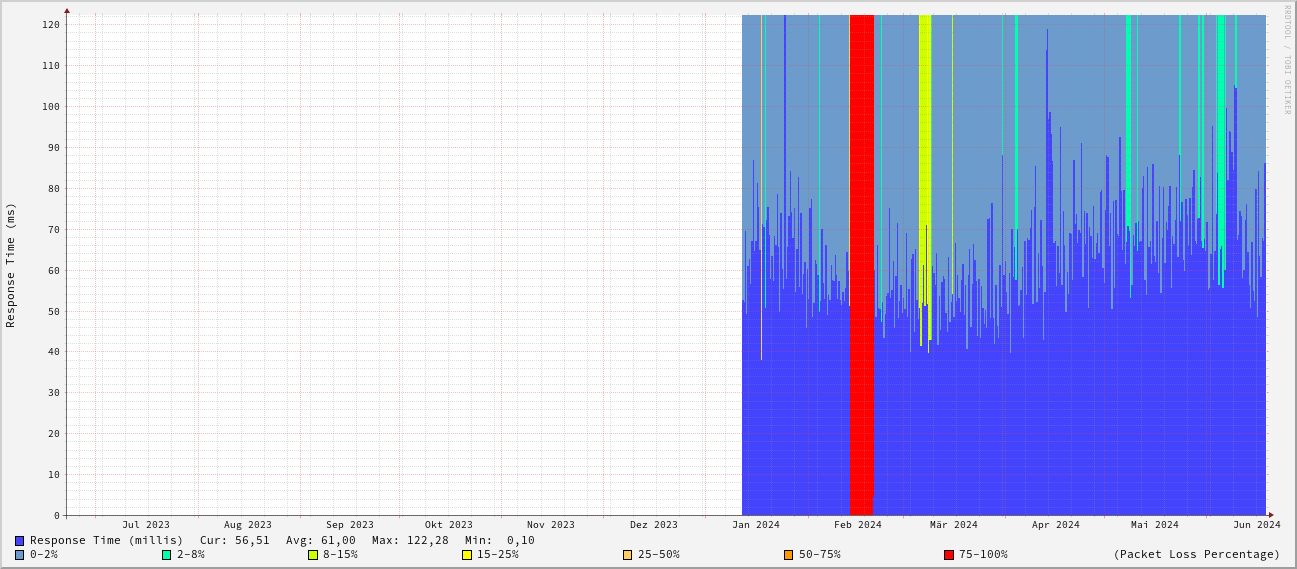 RRDTOOL / TOBI OETIKER
Response Time (ms)
120
110
100
90
80
70
60
50
40
30
20
10
0
Jul 2023 Aug 2023 Sep 2023 Okt 2023 Nov 2023 Dez 2023 Jan 2024 Feb 2024 Mär 2024 Apr 2024 Mai 2024 Jun 2024
Response Time (millis) Cur: 56,51 Avg: 61,00 Max: 122,28 Min: 0,10
0-2% 2-8% 8-15% 15-25% 25-50% 50-75% 75-100% (Packet Loss Percentage)